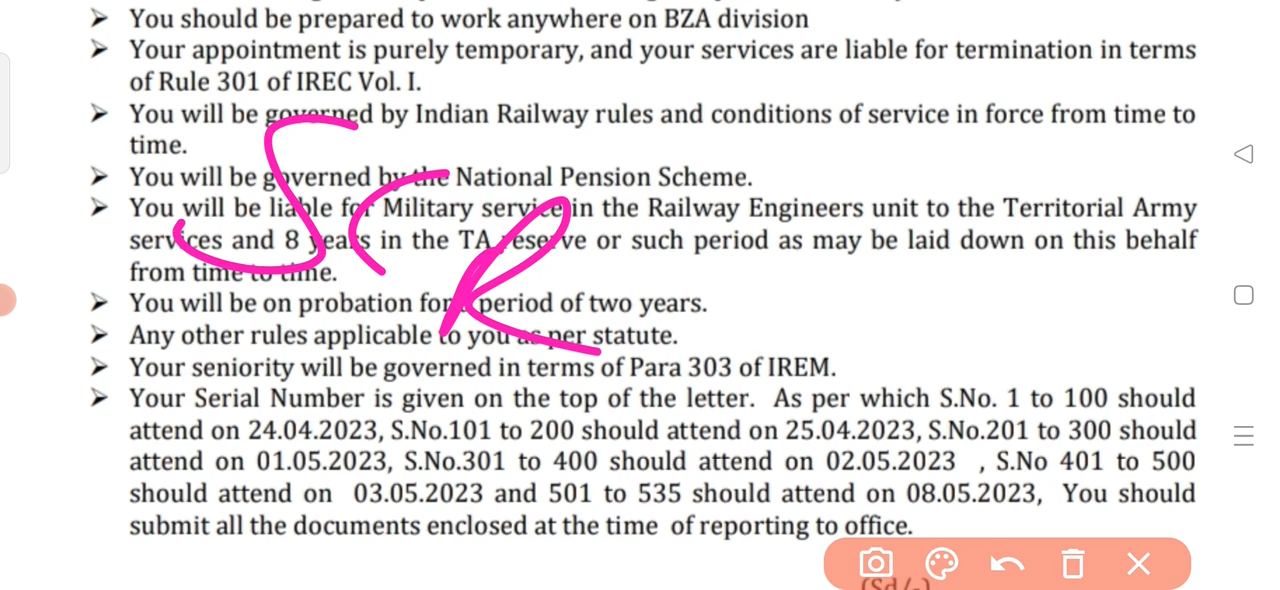 ➤ You should be prepared to work anywhere on BZA division
➤ Your appointment is purely temporary, and your services are liable for termination in terms
of Rule 301 of IREC Vol. I.
➤ You will be governed by Indian Railway rules and conditions of service in force from time to
time.
➤ You will be governed by the National Pension Scheme.
➤ You will be liable for Military service in the Railway Engineers unit to the Territorial Army
services and 8 years in the TA reserve or such period as may be laid down on this behalf
from time to time.
➤ You will be on probation for a period of two years.
➤ Any other rules applicable to you as per statute.
➤ Your seniority will be governed in terms of Para 303 of IREM.
➤ Your Serial Number is given on the top of the letter. As per which S.No. 1 to 100 should
attend on 24.04.2023, S.No.101 to 200 should attend on 25.04.2023, S.No.201 to 300 should
attend on 01.05.2023, S.No.301 to 400 should attend on 02.05.2023 , S.No 401 to 500
should attend on 03.05.2023 and 501 to 535 should attend on 08.05.2023, You should
submit all the documents enclosed at the time of reporting to office.
(Sd/-)
SCR